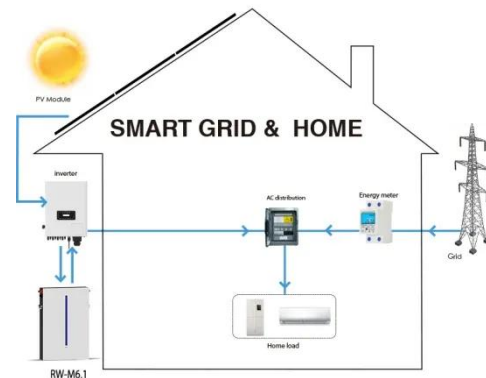 PV Module
SMART GRID & HOME
Inverter
AC distribution
Energy meter
Grid
Home load
RW-M6.1